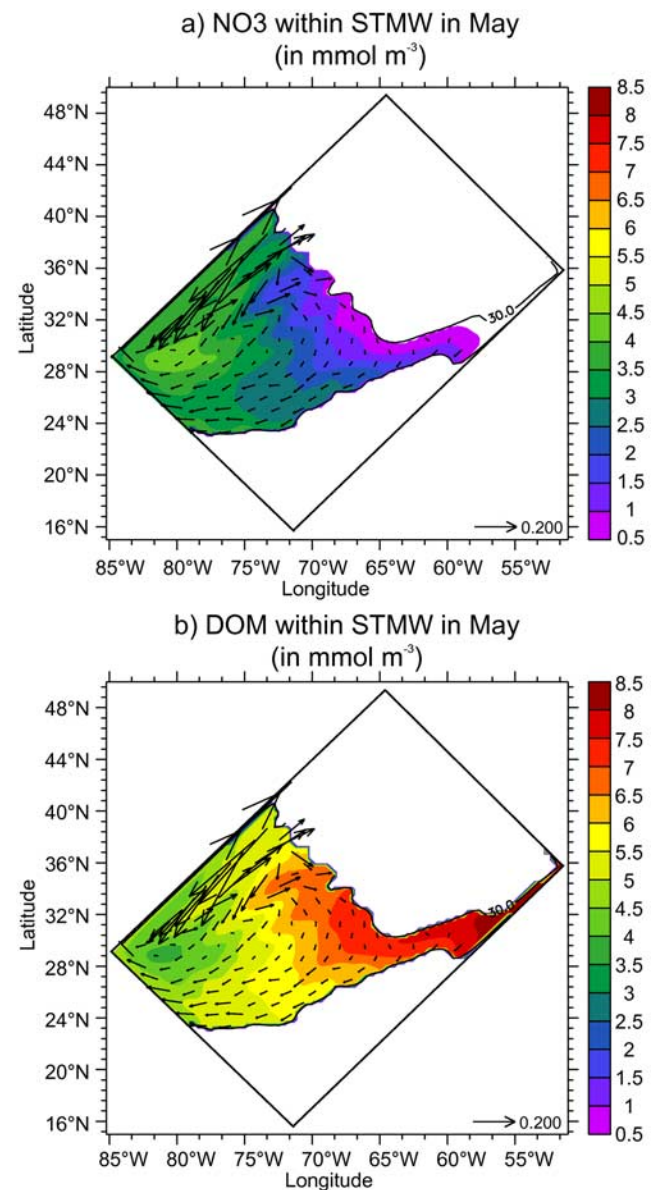 a) NO3 within STMW in May
(in mmol m⁻³)
48°N
44°N
40°N
36°N
32°N
28°N
24°N
20°N
16°N
Latitude
30.0
0.200
85°W 80°W 75°W 70°W 65°W 60°W 55°W
Longitude
8.5
8
7.5
7
6.5
6
5.5
5
4.5
4
3.5
3
2.5
2
1.5
1
0.5
b) DOM within STMW in May
(in mmol m⁻³)
48°N
44°N
40°N
36°N
32°N
28°N
24°N
20°N
16°N
Latitude
30.0
0.200
85°W 80°W 75°W 70°W 65°W 60°W 55°W
Longitude
8.5
8
7.5
7
6.5
6
5.5
5
4.5
4
3.5
3
2.5
2
1.5
1
0.5